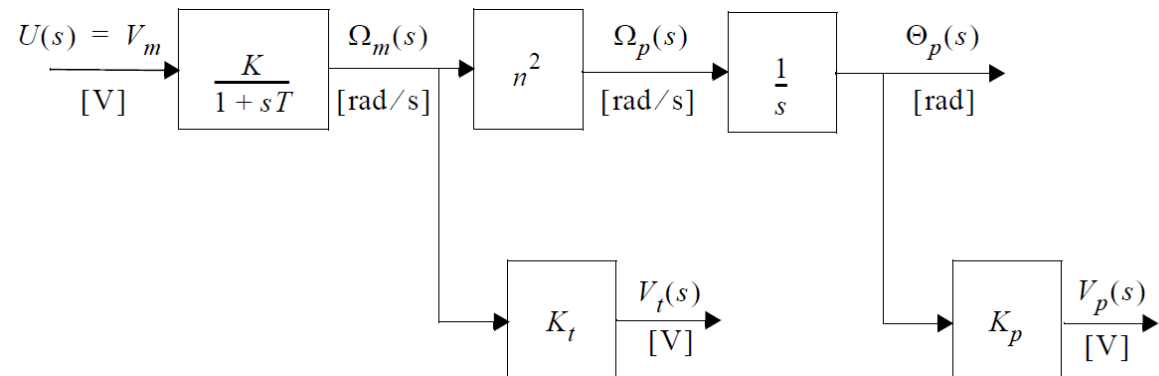 U(s) = V_m
[V]
K
1 + sT
Ω_m(s)
[rad/s]
n^2
Ω_p(s)
[rad/s]
1
s
Θ_p(s)
[rad]
K_t
V_t(s)
[V]
K_p
V_p(s)
[V]